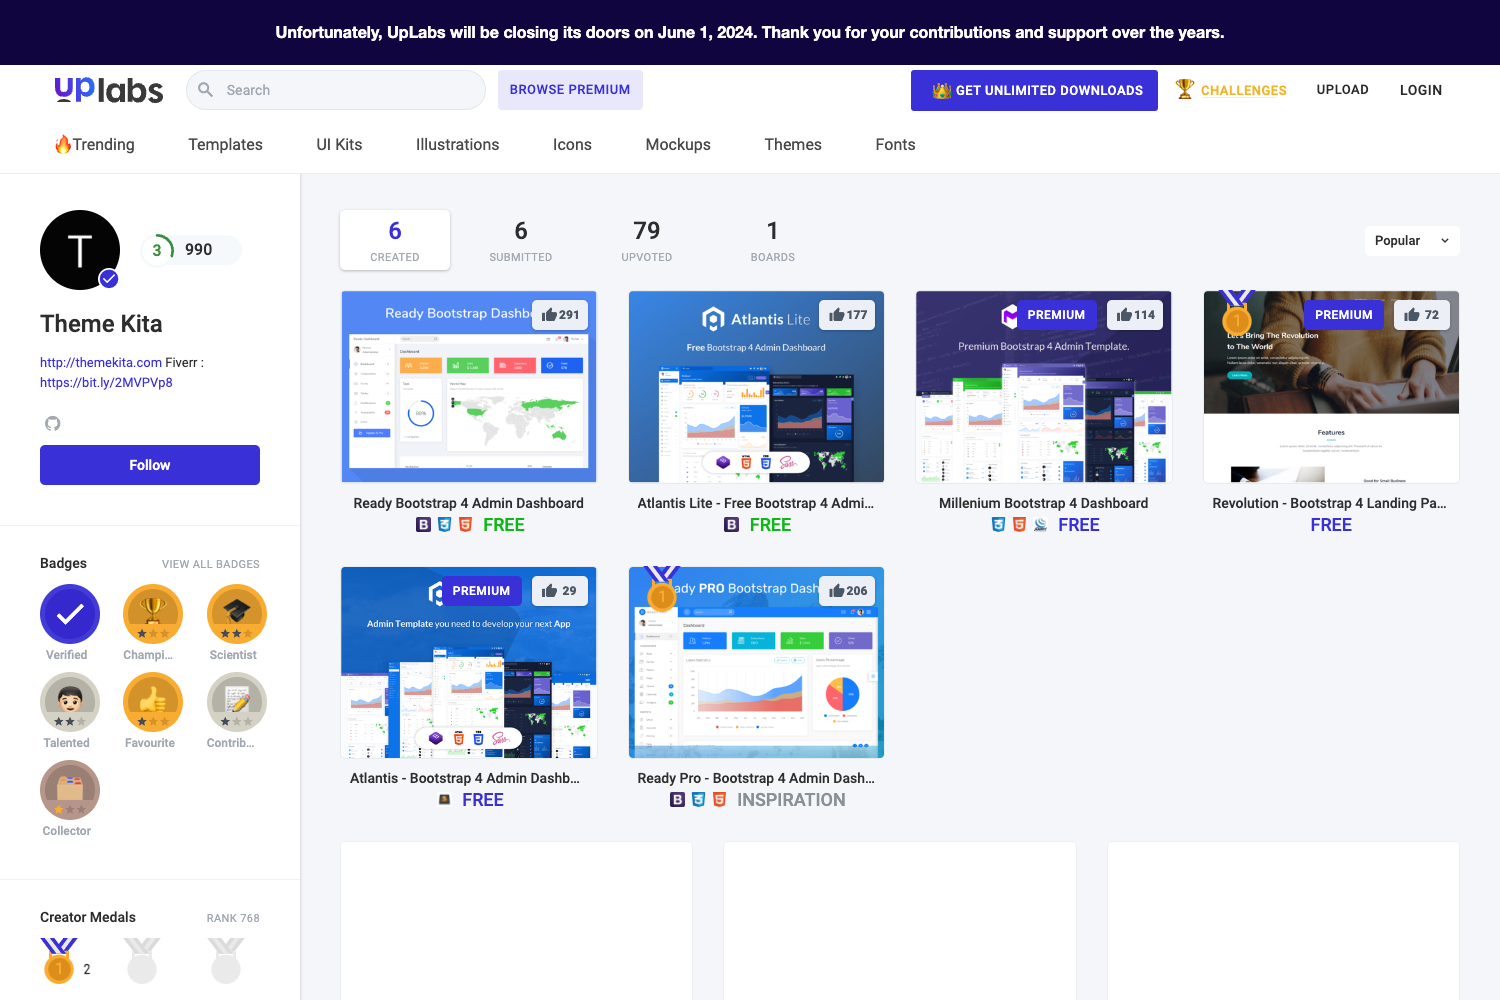 Unfortunately, UpLabs will be closing its doors on June 1, 2024. Thank you for your contributions and support over the years.
uplabs
Search
BROWSE PREMIUM
GET UNLIMITED DOWNLOADS
CHALLENGES
UPLOAD
LOGIN
Trending
Templates
UI Kits
Illustrations
Icons
Mockups
Themes
Fonts
T
3
990
Theme Kita
http://themekita.com Fiverr :
https://bit.ly/2MVPVp8
Follow
Badges
VIEW ALL BADGES
Verified
Champi...
Scientist
Talented
Favourite
Contrib...
Collector
Creator Medals
RANK 768
1
2
6
CREATED
6
SUBMITTED
79
UPVOTED
1
BOARDS
Popular
Ready Bootstrap Dashbo
291
Ready Bootstrap 4 Admin Dashboard
FREE
Atlantis Lite
177
Free Bootstrap 4 Admin Dashboard
Atlantis Lite - Free Bootstrap 4 Admi...
FREE
PREMIUM
114
Premium Bootstrap 4 Admin Template.
Millenium Bootstrap 4 Dashboard
FREE
1
PREMIUM
72
Let's Bring The Revolution
to The World
Features
Revolution - Bootstrap 4 Landing Pa...
FREE
PREMIUM
29
Admin Template you need to develop your next App
Atlantis - Bootstrap 4 Admin Dashb...
FREE
1
eady PRO Bootstrap Dash
206
Dashboard
Ready Pro - Bootstrap 4 Admin Dash...
INSPIRATION